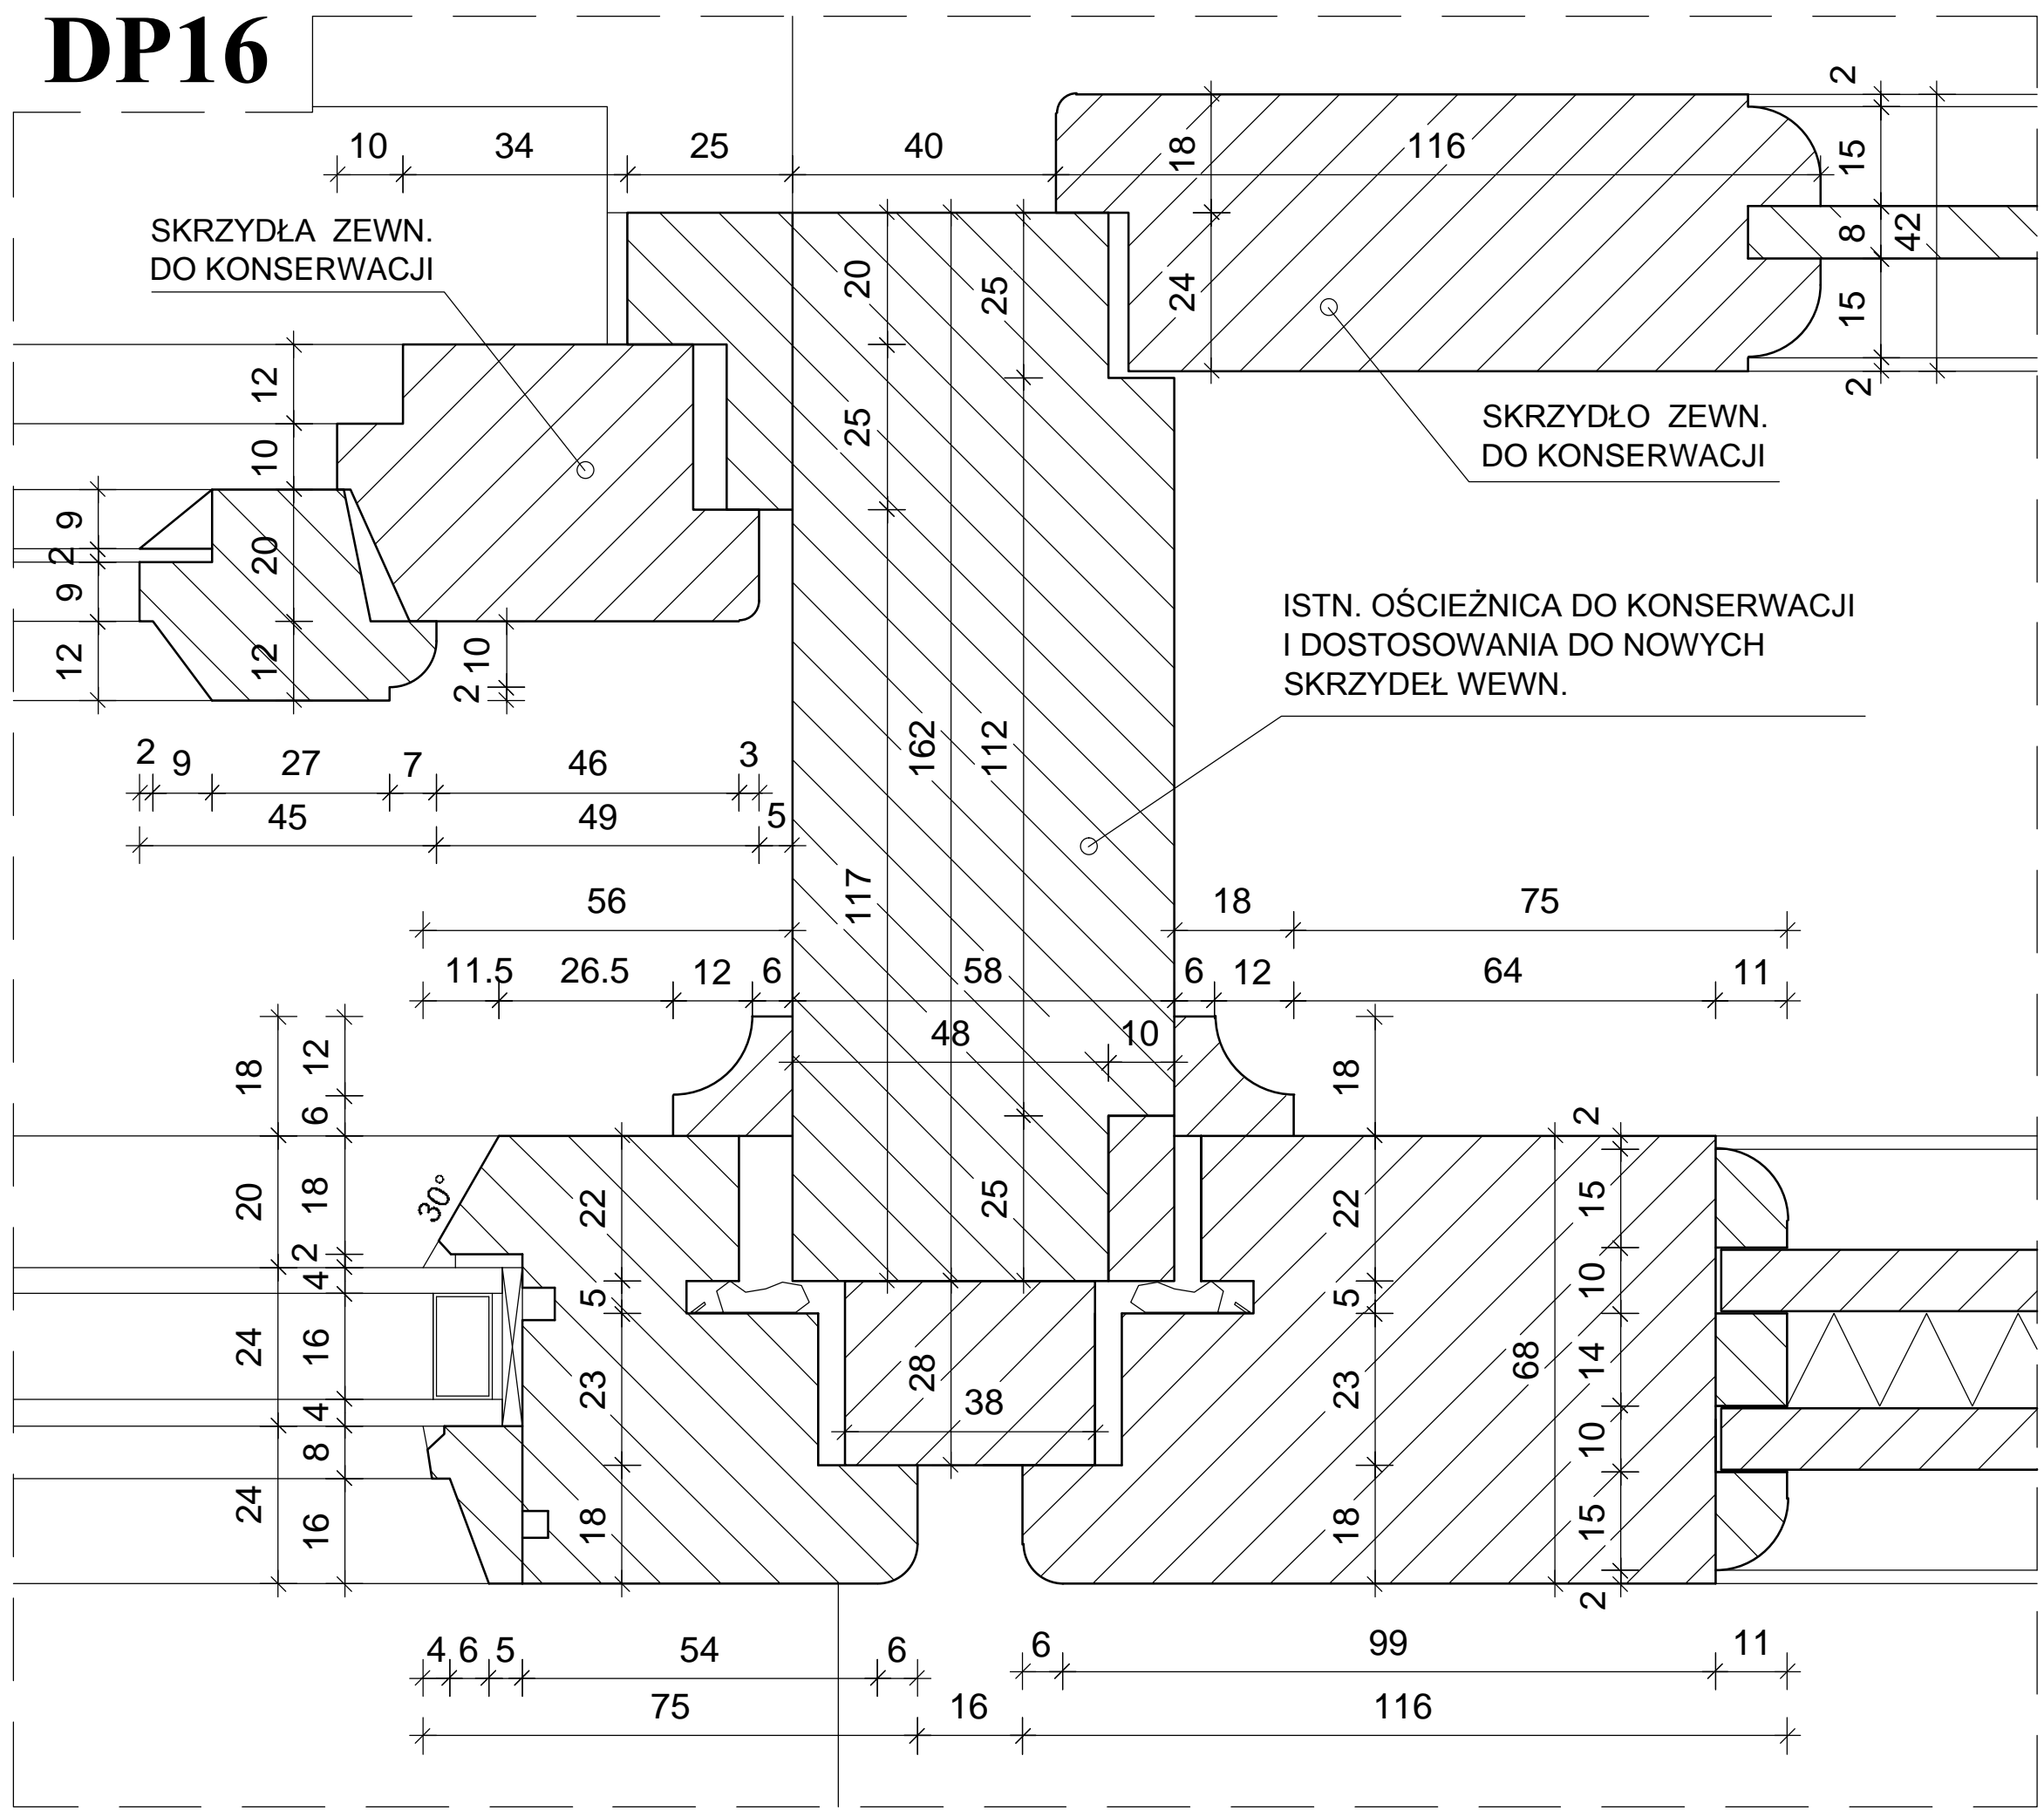 DP16
2
10 34 25 40 18 116 15
SKRZYDŁA ZEWN.
DO KONSERWACJI
8 42
20 25 24 15
12 25 2
SKRZYDŁO ZEWN.
DO KONSERWACJI
10
9 2 9 12
20 12
10 2
ISTN. OŚCIEŻNICA DO KONSERWACJI
I DOSTOSOWANIA DO NOWYCH
SKRZYDEŁ WEWN.
162 112
2 9 27 7 46 3
45 49 5
117
56 18 75
11.5 26.5 12 6 58 6 12 64 11
48 10
18 12 6 18 2
30°
20 18 2 22 25 22 15
4 5 5 10
24 16 23 28 38 23 68 14
4 8 10
24 16 18 18 15
2
4 6 5 54 6 6 99 11
75 16 116